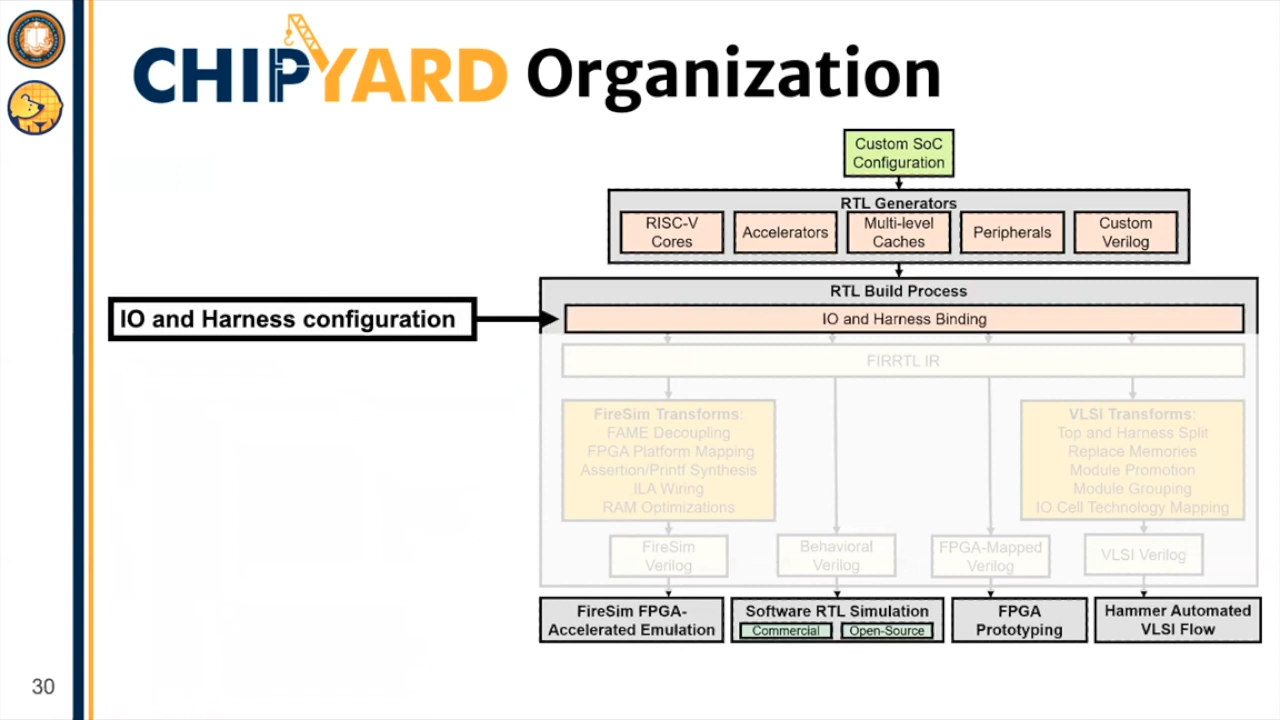 CHIPYARD Organization
Custom SoC
Configuration
RTL Generators
RISC-V
Cores
Accelerators
Multi-level
Caches
Peripherals
Custom
Verilog
RTL Build Process
IO and Harness configuration
IO and Harness Binding
FIRRTL IR
FireSim Transforms:
FAME Decoupling
FPGA Platform Mapping
Assertion/Printf Synthesis
ILA Wiring
RAM Optimizations
VLSI Transforms:
Top and Harness Split
Replace Memories
Module Promotion
Module Grouping
IO Cell Technology Mapping
FireSim
Verilog
Behavioral
Verilog
FPGA-Mapped
Verilog
VLSI Verilog
FireSim FPGA-
Accelerated Emulation
Software RTL Simulation
Commercial
Open-Source
FPGA
Prototyping
Hammer Automated
VLSI Flow
30